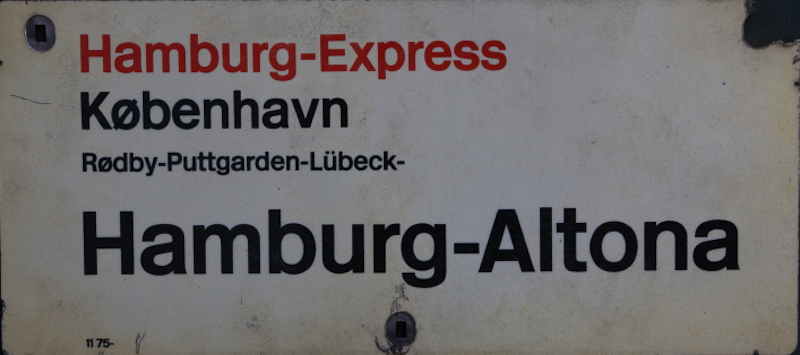 Hamburg-Express
København
Rødby-Puttgarden-Lübeck-
Hamburg-Altona
11 75-